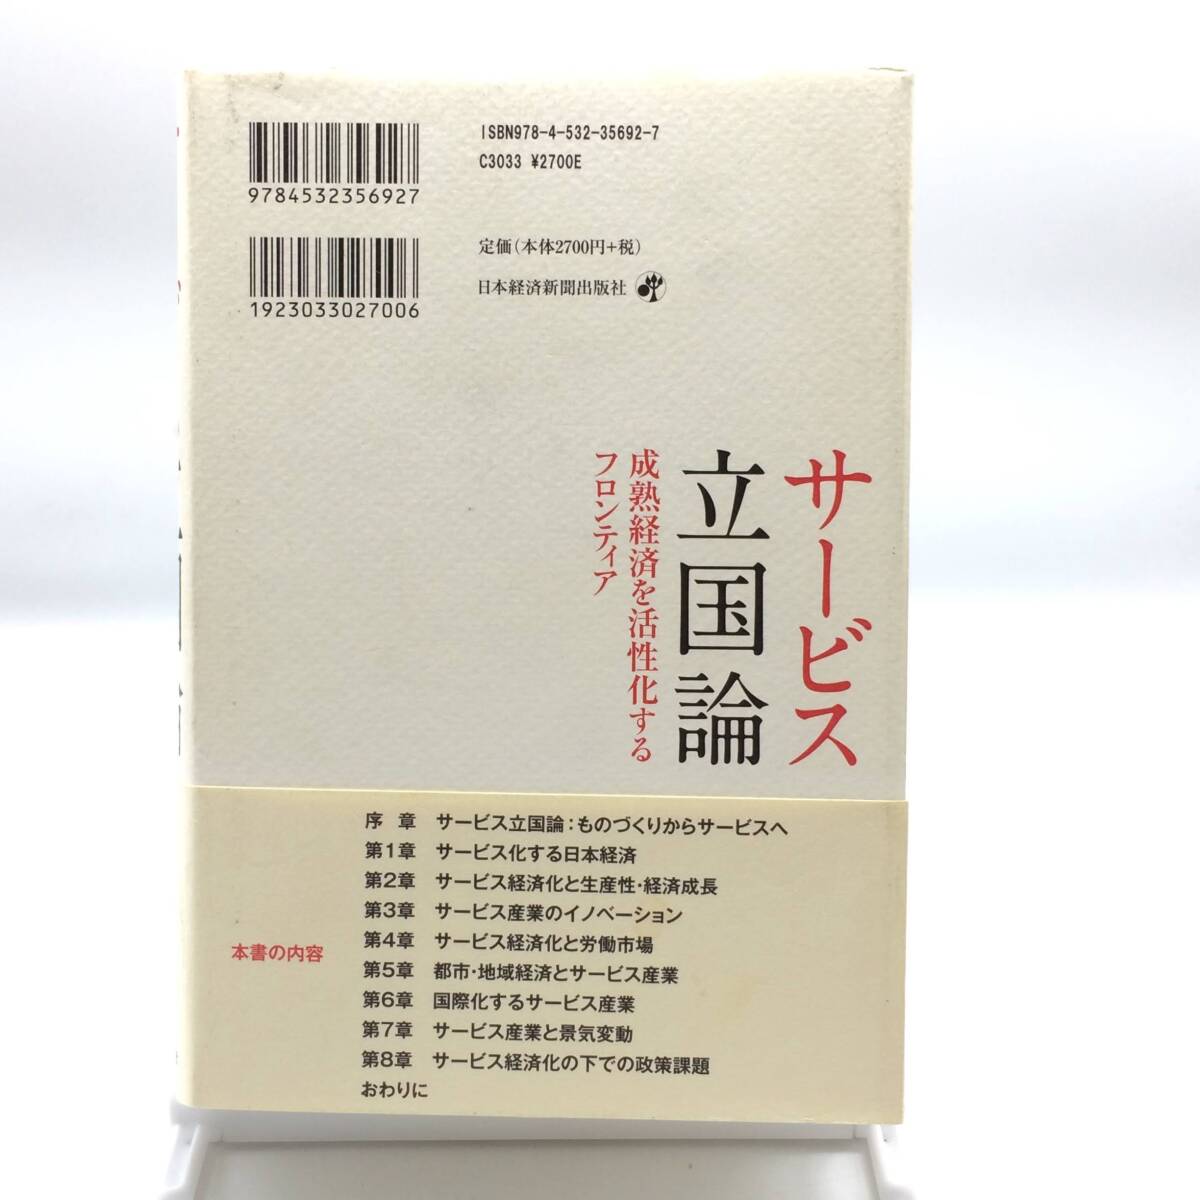 ISBN978-4-532-35692-7
C3033 ¥2700E
9784532356927
定価(本体2700円+税)
日本経済新聞出版社
1923033027006
サービス
立国論
成熟経済を活性化する
フロンティア
本書の内容
序 章 サービス立国論:ものづくりからサービスへ
第1章 サービス化する日本経済
第2章 サービス経済化と生産性・経済成長
第3章 サービス産業のイノベーション
第4章 サービス経済化と労働市場
第5章 都市・地域経済とサービス産業
第6章 国際化するサービス産業
第7章 サービス産業と景気変動
第8章 サービス経済化の下での政策課題
おわりに